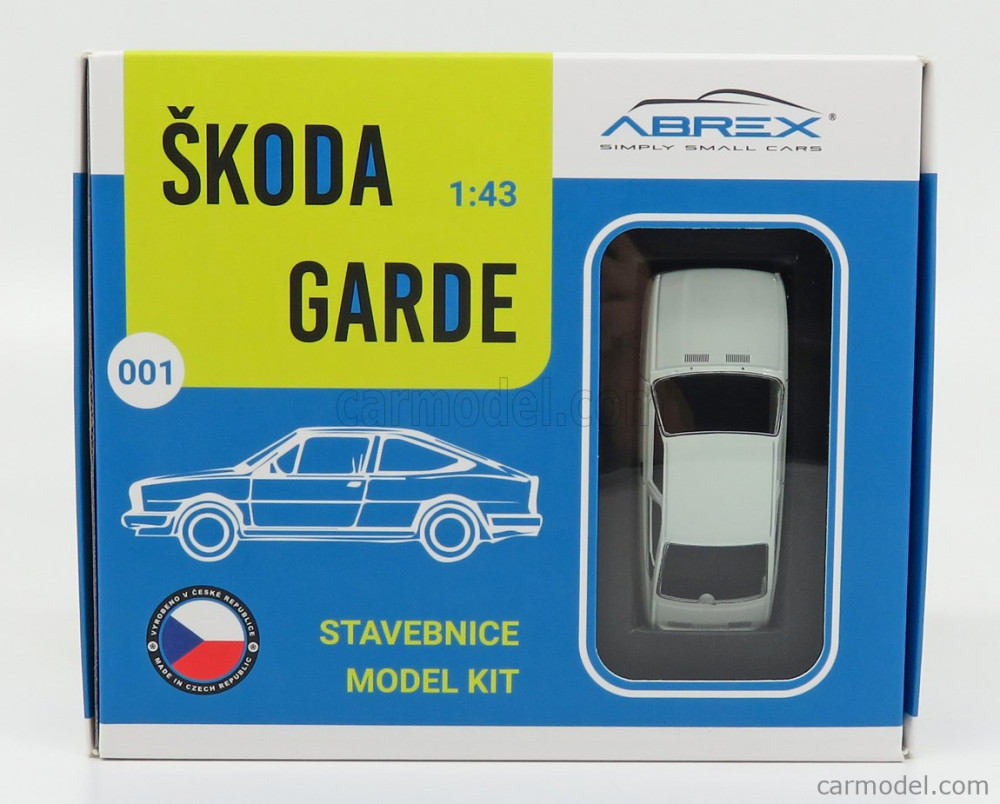 ŠKODA
1:43
GARDE
ABREX®
SIMPLY SMALL CARS
001
carmodel.com
VYROBENO V ČESKÉ REPUBLICE
MADE IN CZECH REPUBLIC
STAVEBNICE
MODEL KIT
carmodel.com